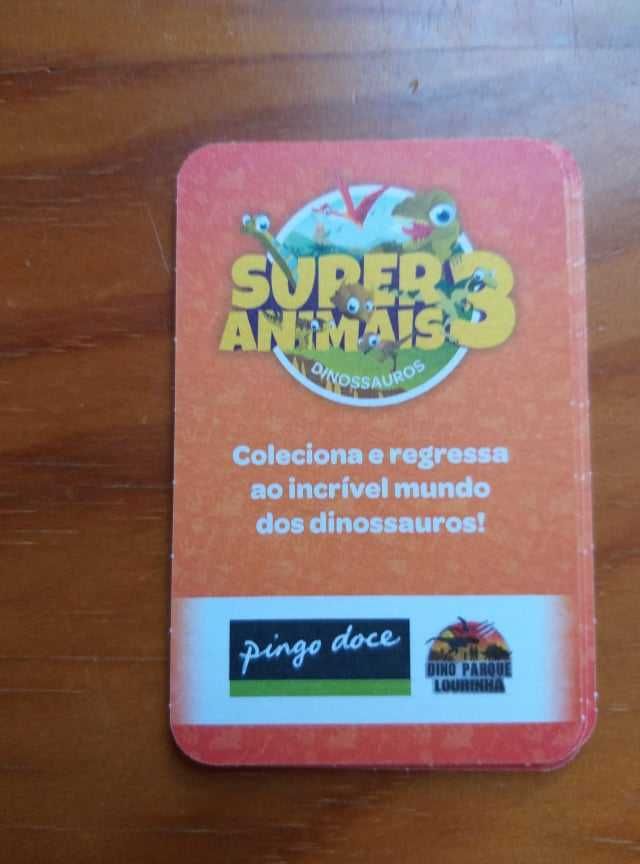 SUPER
ANIMAIS 3
DINOSSAUROS
Coleciona e regressa
ao incrível mundo
dos dinossauros!
pingo doce
DINO PARQUE
LOURINHÃ